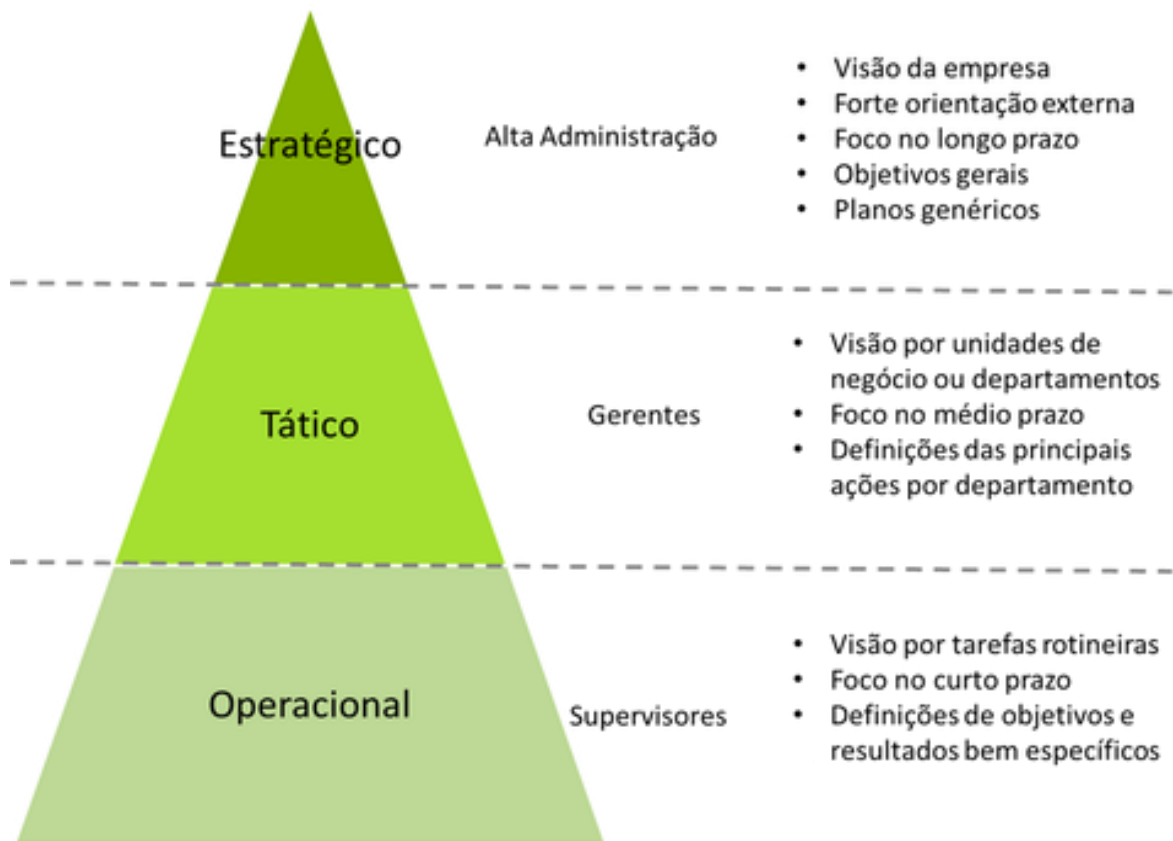 Estratégico
Alta Administração
• Visão da empresa
• Forte orientação externa
• Foco no longo prazo
• Objetivos gerais
• Planos genéricos
Tático
Gerentes
• Visão por unidades de
negócio ou departamentos
• Foco no médio prazo
• Definições das principais
ações por departamento
Operacional
Supervisores
• Visão por tarefas rotineiras
• Foco no curto prazo
• Definições de objetivos e
resultados bem específicos